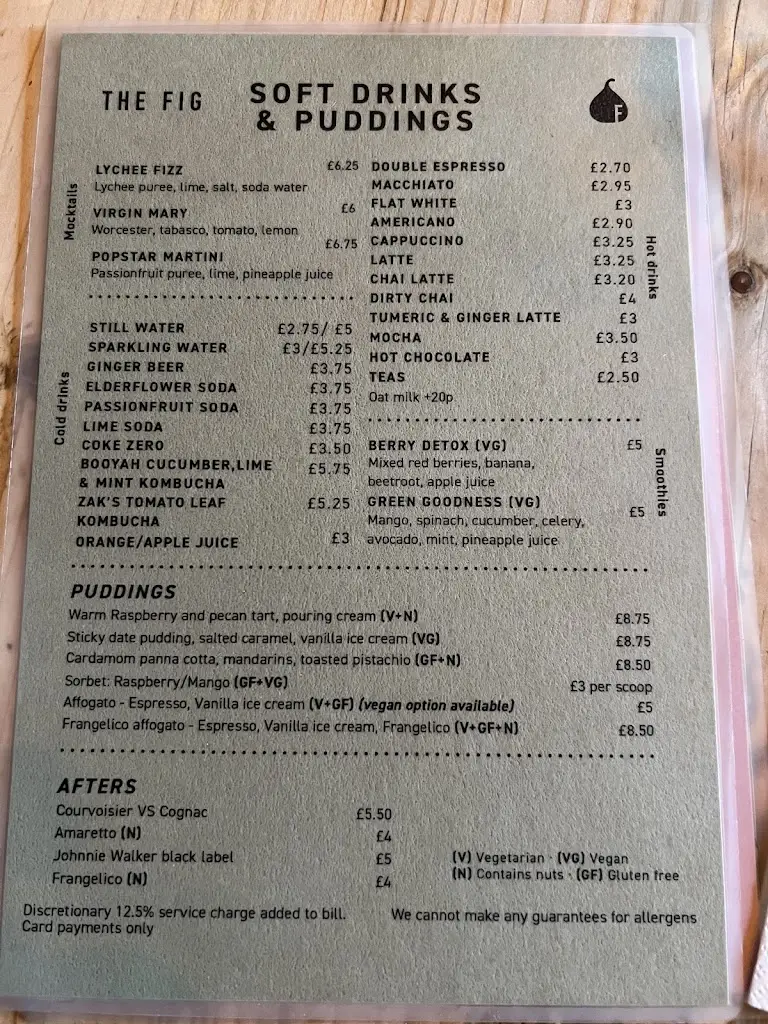 THE FIG
SOFT DRINKS
& PUDDINGS
F
Mocktails
LYCHEE FIZZ £6.25
Lychee puree, lime, salt, soda water
VIRGIN MARY £6
Worcester, tabasco, tomato, lemon
£6.75
POPSTAR MARTINI
Passionfruit puree, lime, pineapple juice
Cold drinks
STILL WATER £2.75/ £5
SPARKLING WATER £3/£5.25
GINGER BEER £3.75
ELDERFLOWER SODA £3.75
PASSIONFRUIT SODA £3.75
LIME SODA £3.75
COKE ZERO £3.50
BOOYAH CUCUMBER,LIME £5.75
& MINT KOMBUCHA
ZAK'S TOMATO LEAF £5.25
KOMBUCHA
ORANGE/APPLE JUICE £3
Hot drinks
DOUBLE ESPRESSO £2.70
MACCHIATO £2.95
FLAT WHITE £3
AMERICANO £2.90
CAPPUCCINO £3.25
LATTE £3.25
CHAI LATTE £3.20
DIRTY CHAI £4
TUMERIC & GINGER LATTE £3
MOCHA £3.50
HOT CHOCOLATE £3
TEAS £2.50
Oat milk +20p
Smoothies
BERRY DETOX (VG) £5
Mixed red berries, banana,
beetroot, apple juice
GREEN GOODNESS (VG) £5
Mango, spinach, cucumber, celery,
avocado, mint, pineapple juice
PUDDINGS
Warm Raspberry and pecan tart, pouring cream (V+N) £8.75
Sticky date pudding, salted caramel, vanilla ice cream (VG) £8.75
Cardamom panna cotta, mandarins, toasted pistachio (GF+N) £8.50
Sorbet: Raspberry/Mango (GF+VG) £3 per scoop
Affogato - Espresso, Vanilla ice cream (V+GF) (vegan option available) £5
Frangelico affogato - Espresso, Vanilla ice cream, Frangelico (V+GF+N) £8.50
AFTERS
Courvoisier VS Cognac £5.50
Amaretto (N) £4
Johnnie Walker black label £5
Frangelico (N) £4
(V) Vegetarian · (VG) Vegan
(N) Contains nuts · (GF) Gluten free
Discretionary 12.5% service charge added to bill.
Card payments only
We cannot make any guarantees for allergens